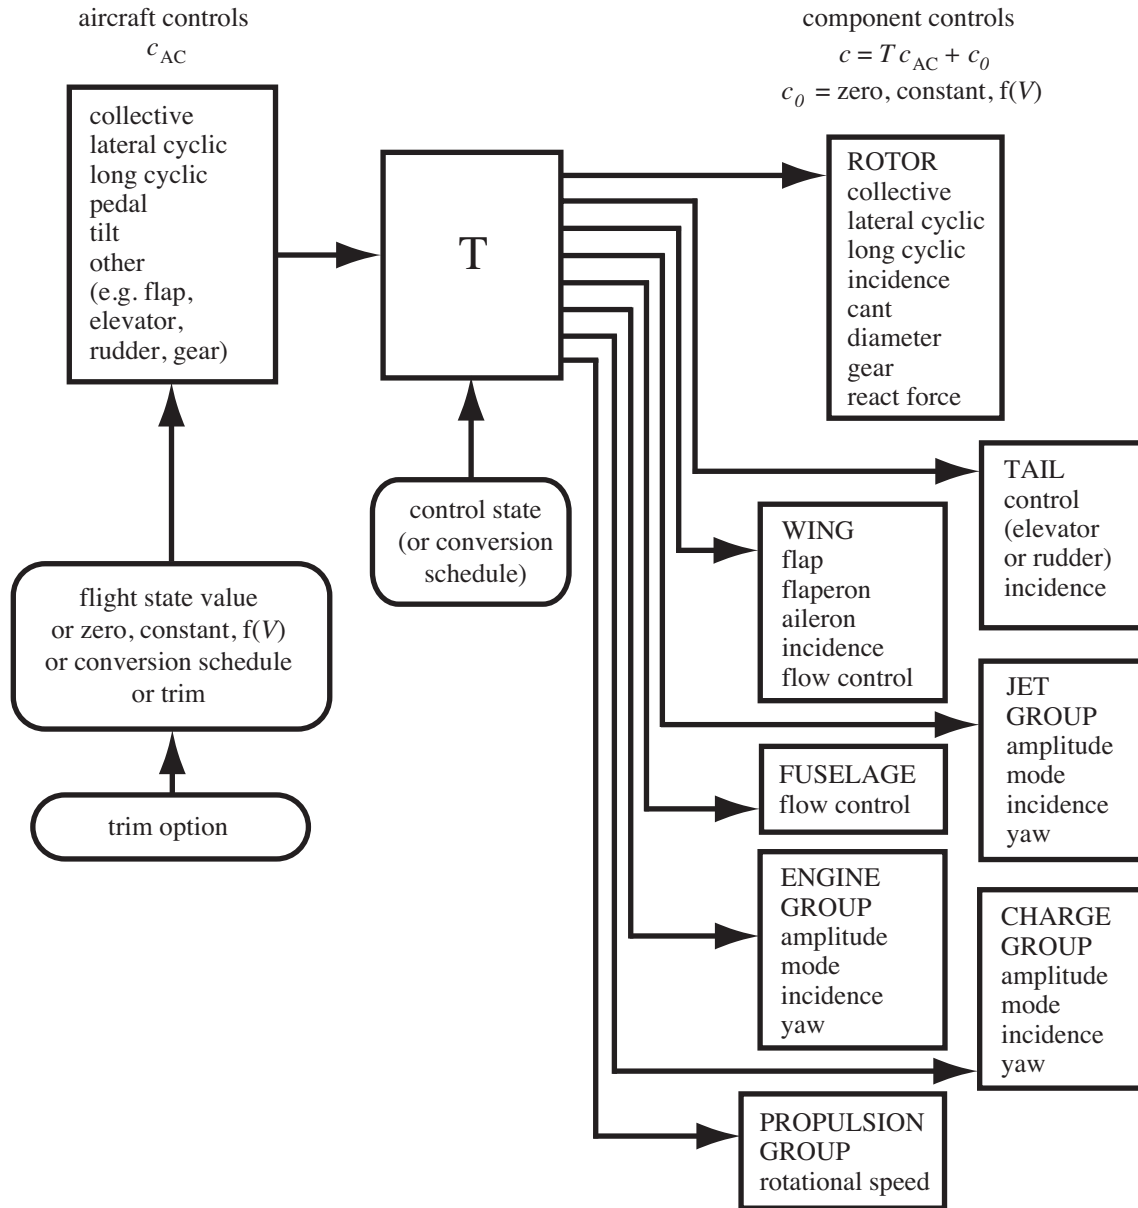 aircraft controls
c_AC
collective
lateral cyclic
long cyclic
pedal
tilt
other
(e.g. flap,
elevator,
rudder, gear)
T
control state
(or conversion
schedule)
flight state value
or zero, constant, f(V)
or conversion schedule
or trim
trim option
component controls
c = T c_AC + c_0
c_0 = zero, constant, f(V)
ROTOR
collective
lateral cyclic
long cyclic
incidence
cant
diameter
gear
react force
TAIL
control
(elevator
or rudder)
incidence
WING
flap
flaperon
aileron
incidence
flow control
JET
GROUP
amplitude
mode
incidence
yaw
FUSELAGE
flow control
ENGINE
GROUP
amplitude
mode
incidence
yaw
CHARGE
GROUP
amplitude
mode
incidence
yaw
PROPULSION
GROUP
rotational speed